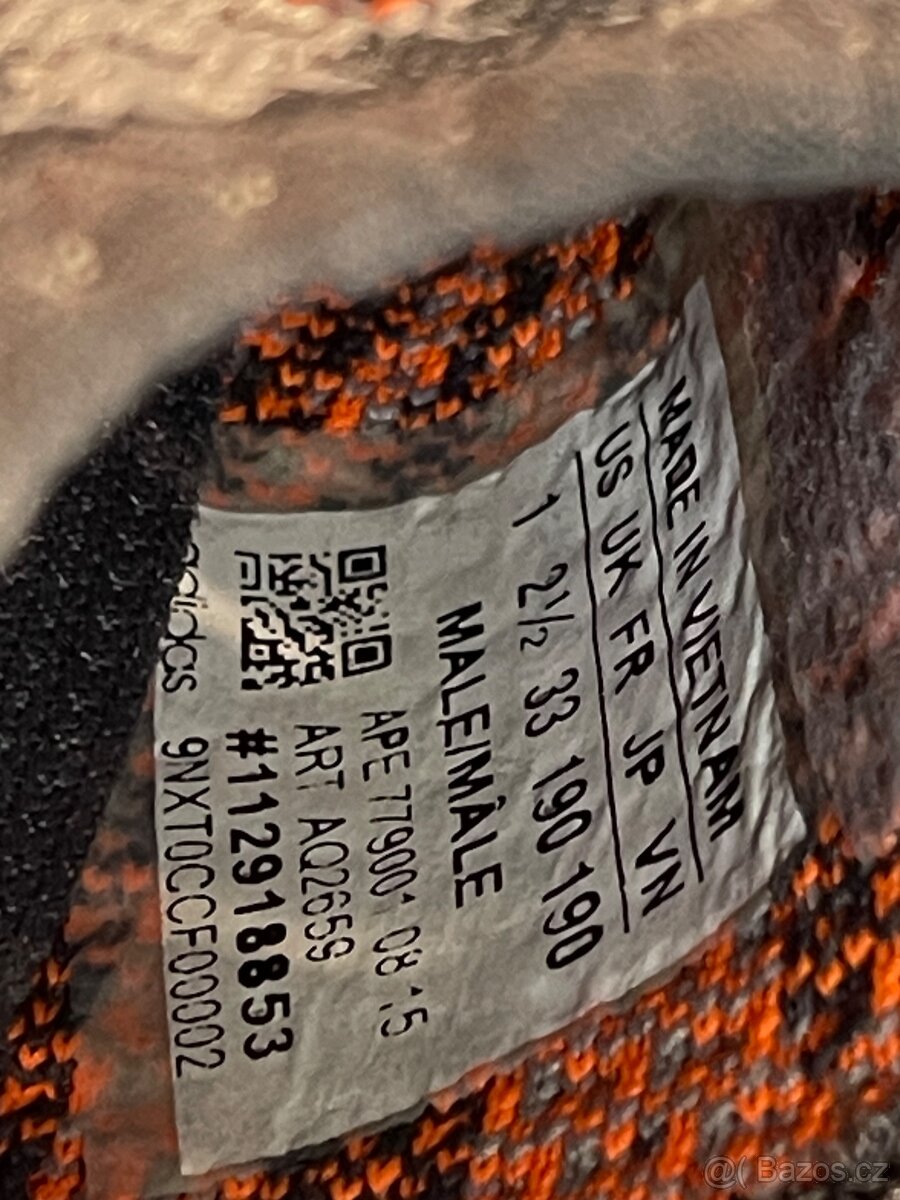 MADE IN VIETNAM
US UK FR JP VN
1 2½ 33 190 190
MALE/MÂLE
APE 779001 08 15
ART AQ2659
#112918853
9NXT0CCF00002
adidas
@( Bazos.cz